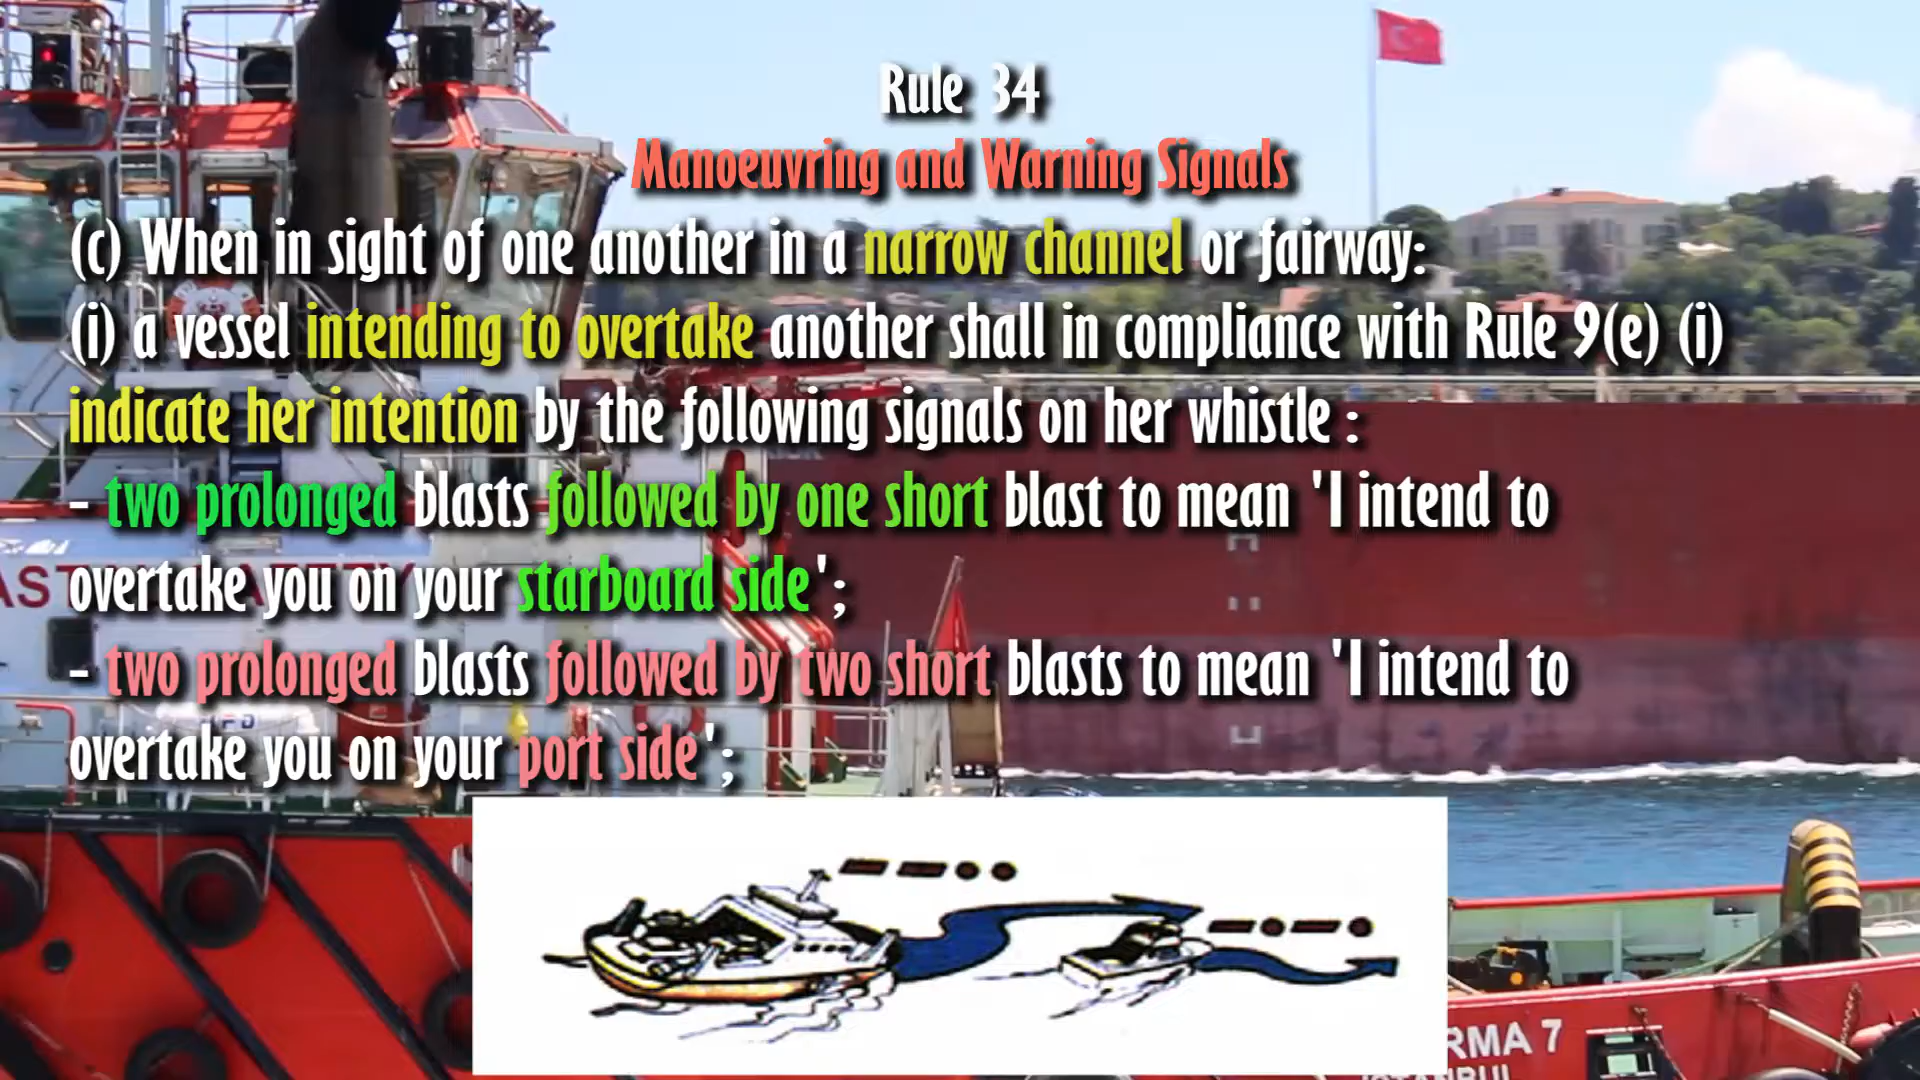 Rule 34
Manoeuvring and Warning Signals
(c) When in sight of one another in a narrow channel or fairway:
(i) a vessel intending to overtake another shall in compliance with Rule 9(e) (i)
indicate her intention by the following signals on her whistle :
- two prolonged blasts followed by one short blast to mean 'I intend to
overtake you on your starboard side';
- two prolonged blasts followed by two short blasts to mean 'I intend to
overtake you on your port side';
RMA 7